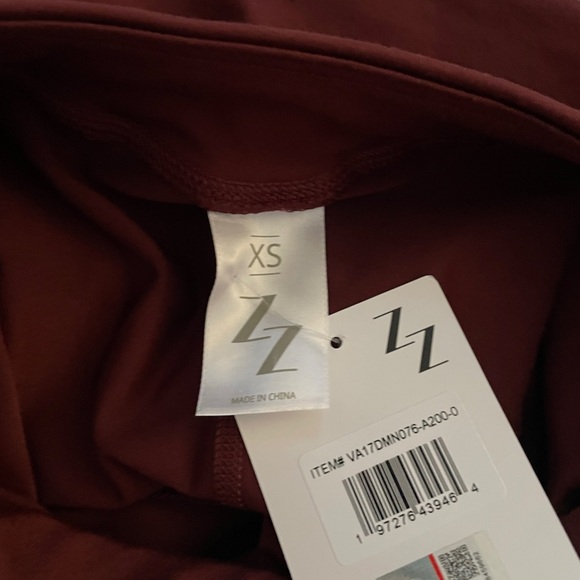 XS
ZZ
MADE IN CHINA
ZZ
ITEM# VA17DMN076-A200-0
1 97276 43946 4